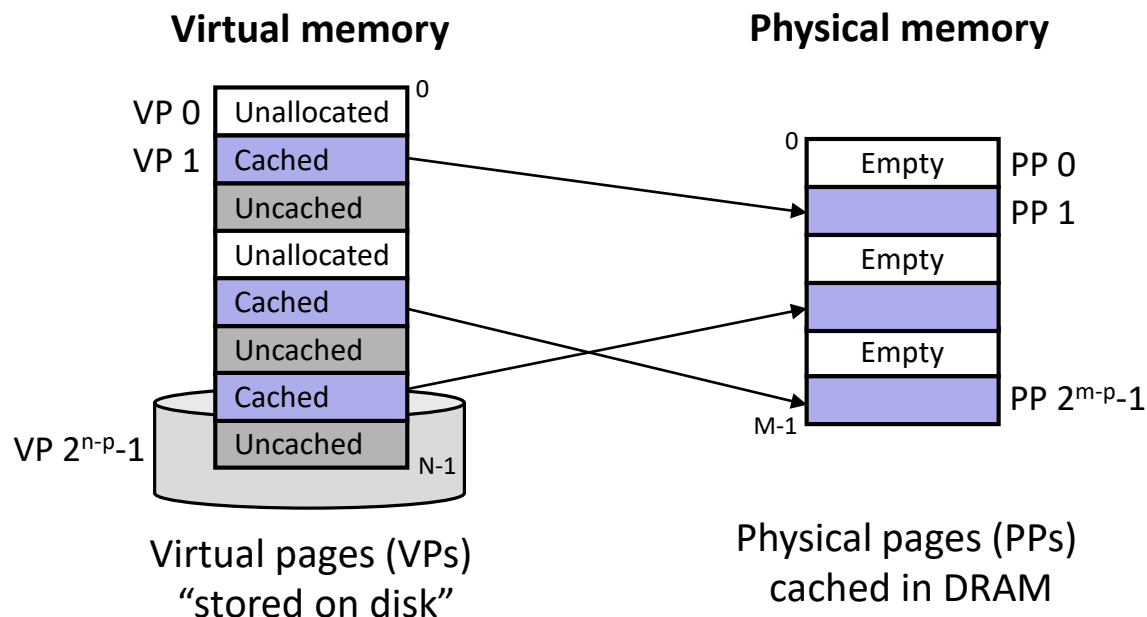 Virtual memory
Physical memory
0
VP 0
Unallocated
VP 1
Cached
Uncached
Unallocated
Cached
Uncached
Cached
Uncached
VP 2ⁿ⁻ᵖ-1
N-1
0
Empty
PP 0
PP 1
Empty
Empty
PP 2ᵐ⁻ᵖ-1
M-1
Virtual pages (VPs)
“stored on disk”
Physical pages (PPs)
cached in DRAM